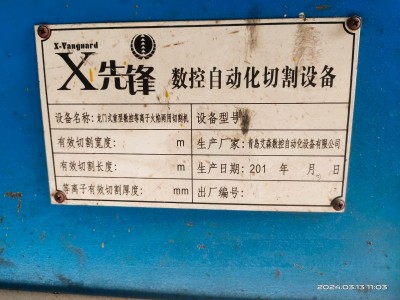 X-Vanguard
X先锋 数控自动化切割设备
设备名称：龙门式重型数控等离子火焰两用切割机
设备型号：
有效切割宽度： m
生产厂家：青岛艾森数控自动化设备有限公司
有效切割长度： m
生产日期：201 年 月 日
等离子有效切割厚度： mm
出厂编号：
2024.03.13 11:03